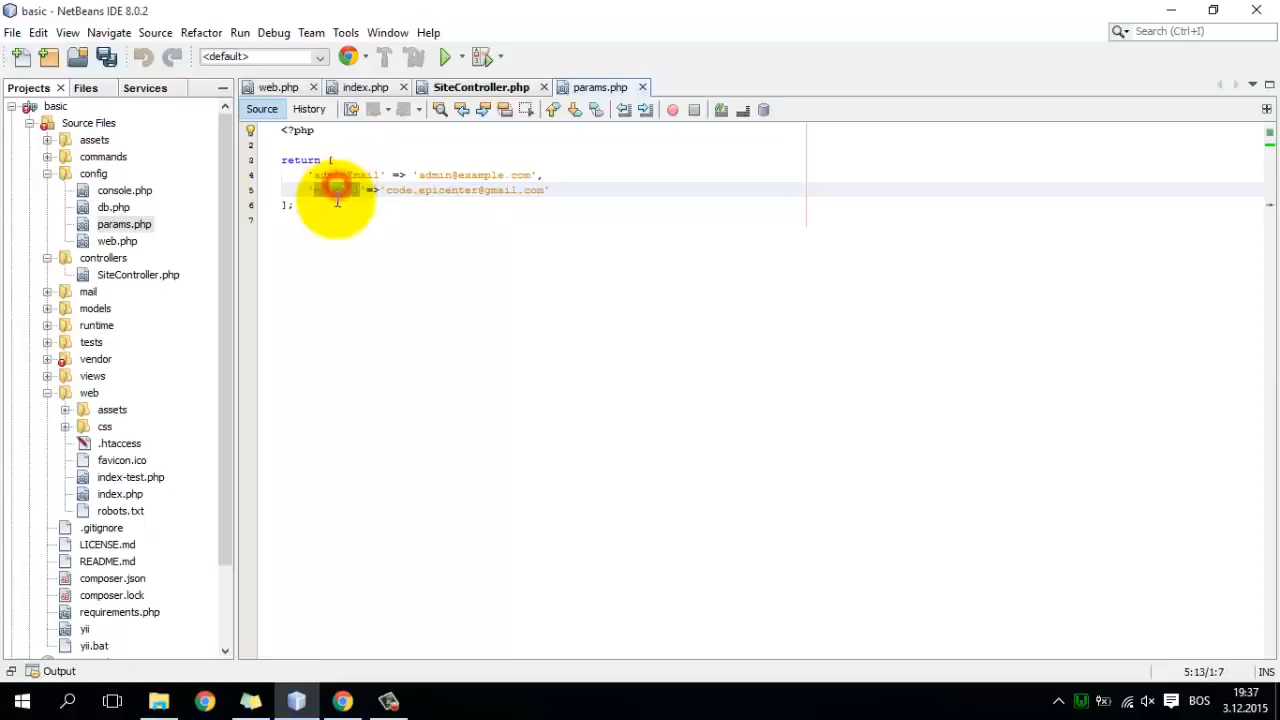 basic - NetBeans IDE 8.0.2
File Edit View Navigate Source Refactor Run Debug Team Tools Window Help
Search (Ctrl+I)
<default>
Projects Files Services
web.php index.php SiteController.php params.php
Source History
basic
Source Files
assets
commands
config
console.php
db.php
params.php
web.php
controllers
SiteController.php
mail
models
runtime
tests
vendor
views
web
assets
css
.htaccess
favicon.ico
index-test.php
index.php
robots.txt
.gitignore
LICENSE.md
README.md
composer.json
composer.lock
requirements.php
yii
yii.bat
1 <?php
2
3 return [
4 'adminEmail' => 'admin@example.com',
5 =>'code.epicenter@gmail.com'
6 ];
7
Output
5:13/1:7 INS
BOS
19:37
3.12.2015